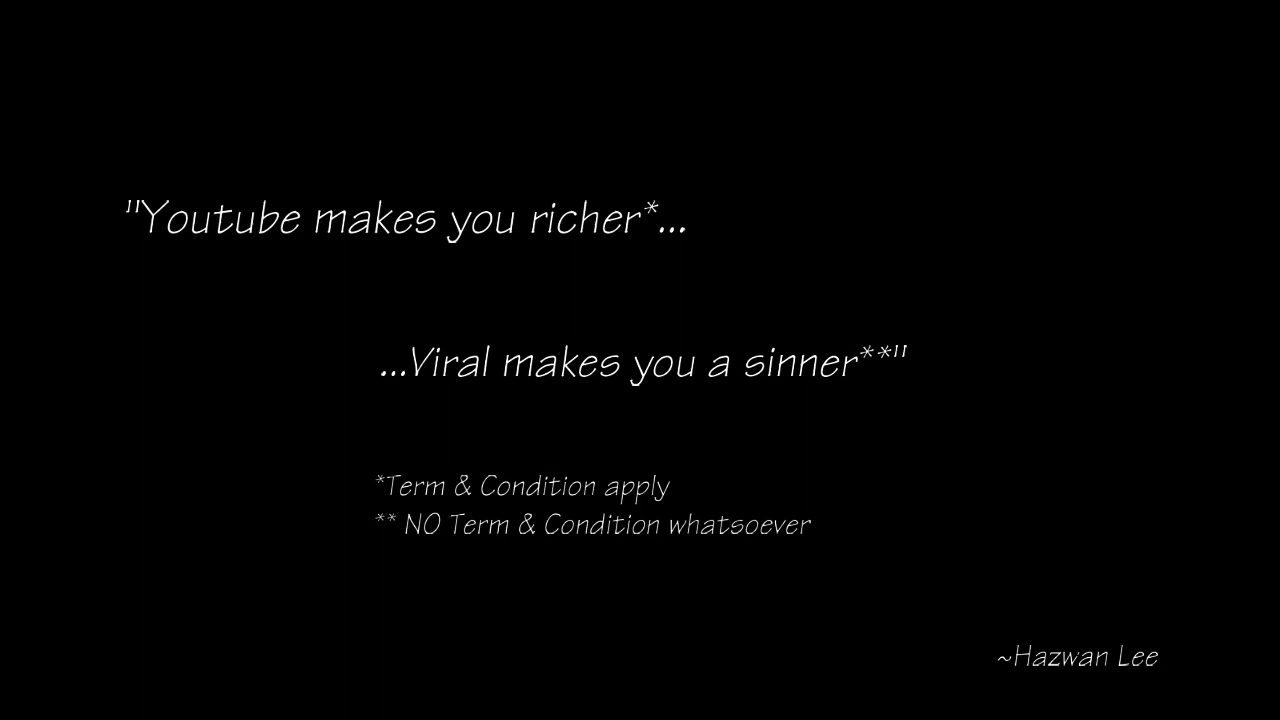 "Youtube makes you richer*...
...Viral makes you a sinner**"
*Term & Condition apply
** NO Term & Condition whatsoever
~Hazwan Lee